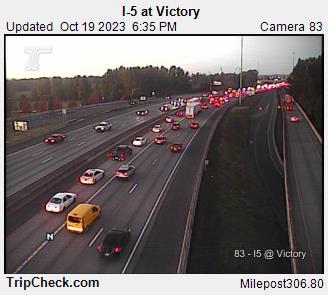 I-5 at Victory
Updated Oct 19 2023 6:35 PM Camera 83
TR
N
83 - I5 @ Victory
TripCheck.com Milepost306.80